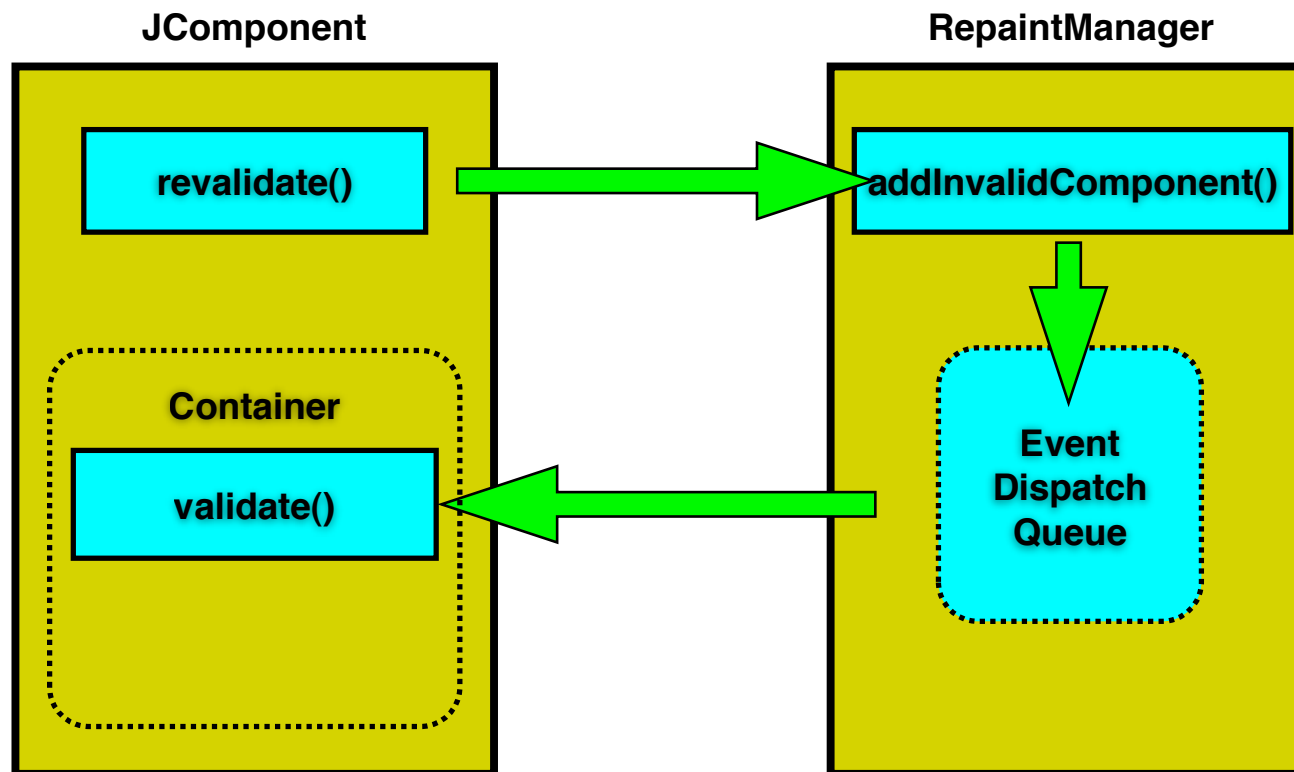 JComponent
RepaintManager
revalidate()
addInvalidComponent()
Container
validate()
Event
Dispatch
Queue